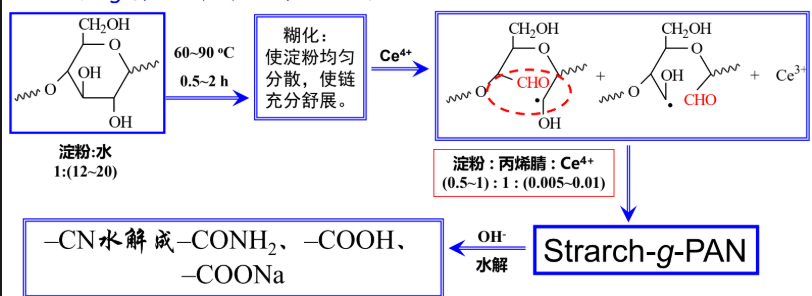 CH₂OH
O
OH
O
OH
淀粉:水
1:(12~20)
60~90 ºC
0.5~2 h
糊化：
使淀粉均匀
分散，使链
充分舒展。
Ce⁴⁺
CH₂OH
O
CHO
O
OH
+
CH₂OH
O
OH
O
CHO
+ Ce³⁺
淀粉 : 丙烯腈 : Ce⁴⁺
(0.5~1) : 1 : (0.005~0.01)
Strarch-g-PAN
OH⁻
水解
–CN水解成–CONH₂、–COOH、
–COONa